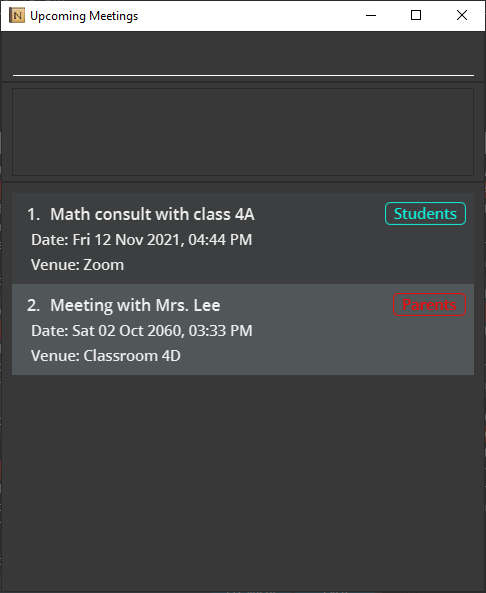 Upcoming Meetings
1. Math consult with class 4A Students
Date: Fri 12 Nov 2021, 04:44 PM
Venue: Zoom
2. Meeting with Mrs. Lee Parents
Date: Sat 02 Oct 2060, 03:33 PM
Venue: Classroom 4D